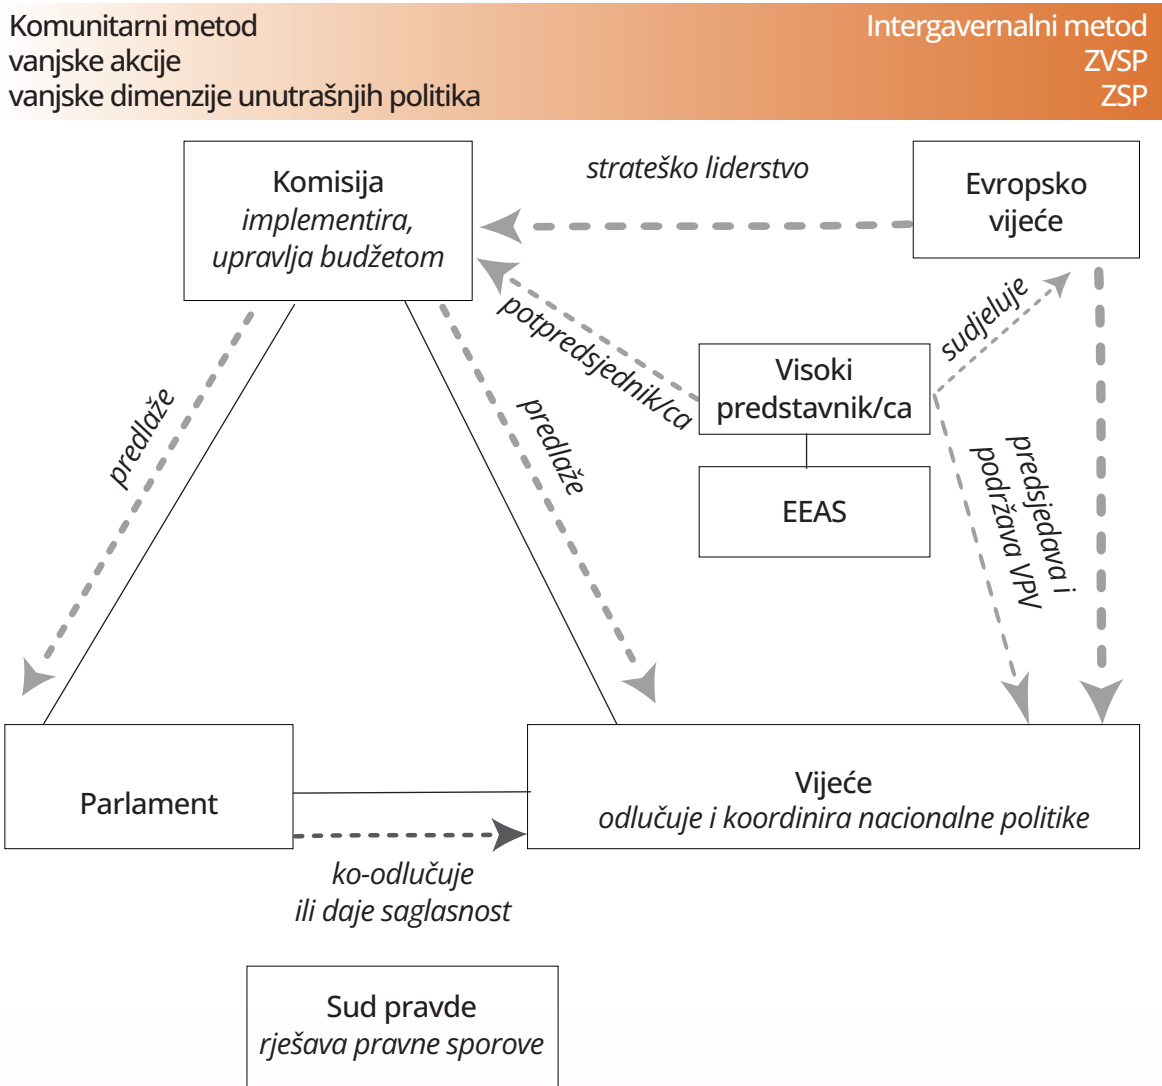 Komunitarni metod
vanjske akcije
vanjske dimenzije unutrašnjih politika
Intergavernalni metod
ZVSP
ZSP
Komisija
implementira,
upravlja budžetom
strateško liderstvo
Evropsko
vijeće
potpredsjednik/ca
sudjeluje
Visoki
predstavnik/ca
EEAS
predlaže
predlaže
predsjedava i
podržava VPV
Parlament
Vijeće
odlučuje i koordinira nacionalne politike
ko-odlučuje
ili daje saglasnost
Sud pravde
rješava pravne sporove